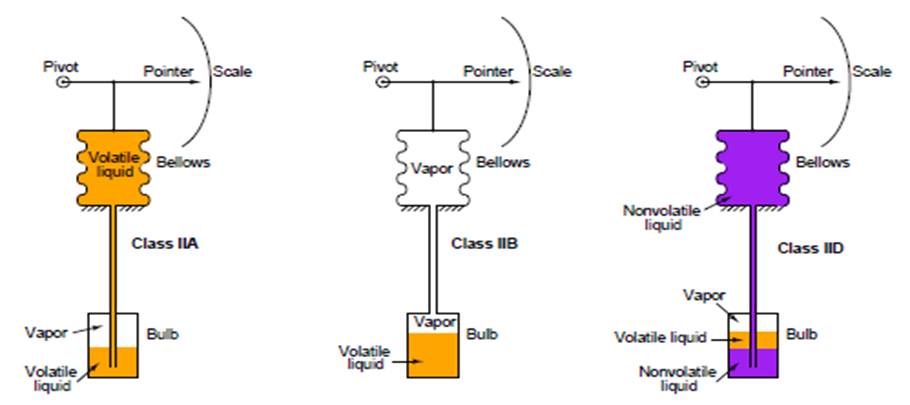 Pivot
Pointer
Scale
Volatile
liquid
Bellows
Class IIA
Vapor
Bulb
Volatile
liquid
Pivot
Pointer
Scale
Vapor
Bellows
Class IIB
Vapor
Bulb
Volatile
liquid
Pivot
Pointer
Scale
Bellows
Nonvolatile
liquid
Class IID
Vapor
Volatile liquid
Bulb
Nonvolatile
liquid